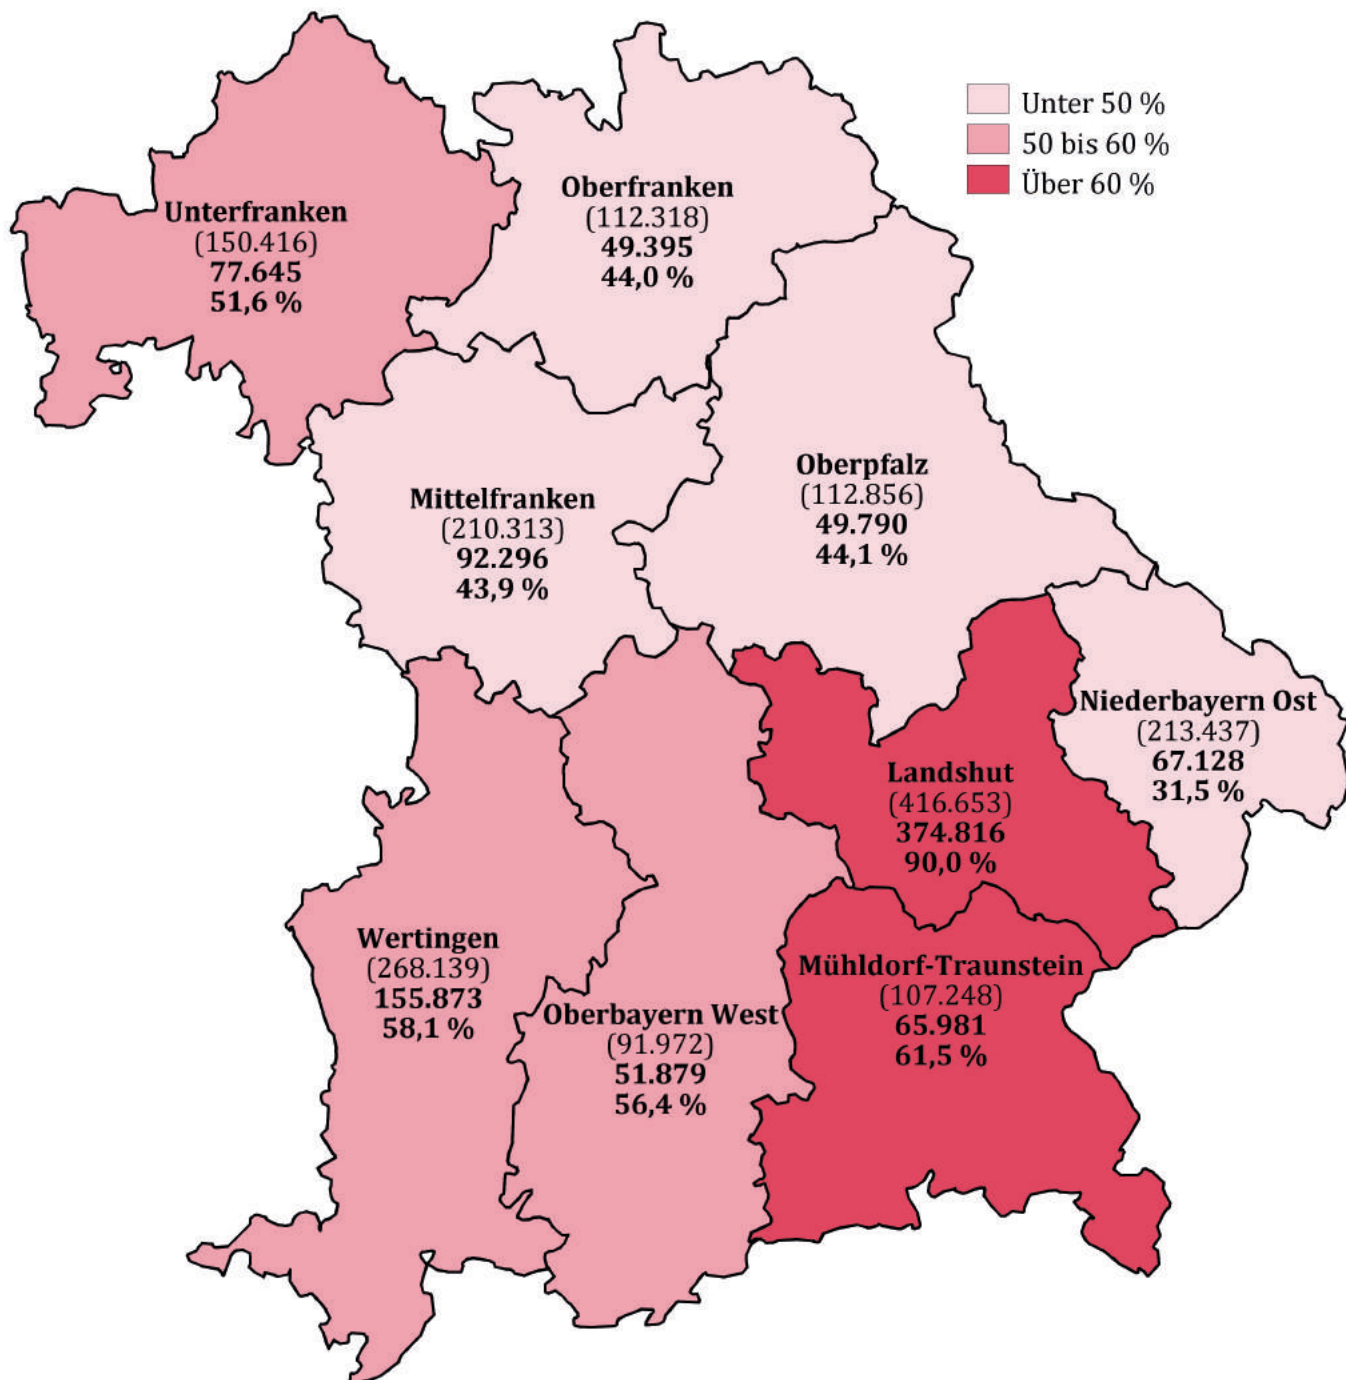 Unter 50 %
50 bis 60 %
Über 60 %
Oberfranken
(112.318)
49.395
44,0 %
Unterfranken
(150.416)
77.645
51,6 %
Oberpfalz
(112.856)
49.790
44,1 %
Mittelfranken
(210.313)
92.296
43,9 %
Niederbayern Ost
(213.437)
67.128
31,5 %
Landshut
(416.653)
374.816
90,0 %
Wertingen
(268.139)
155.873
58,1 %
Mühldorf-Traunstein
(107.248)
65.981
61,5 %
Oberbayern West
(91.972)
51.879
56,4 %